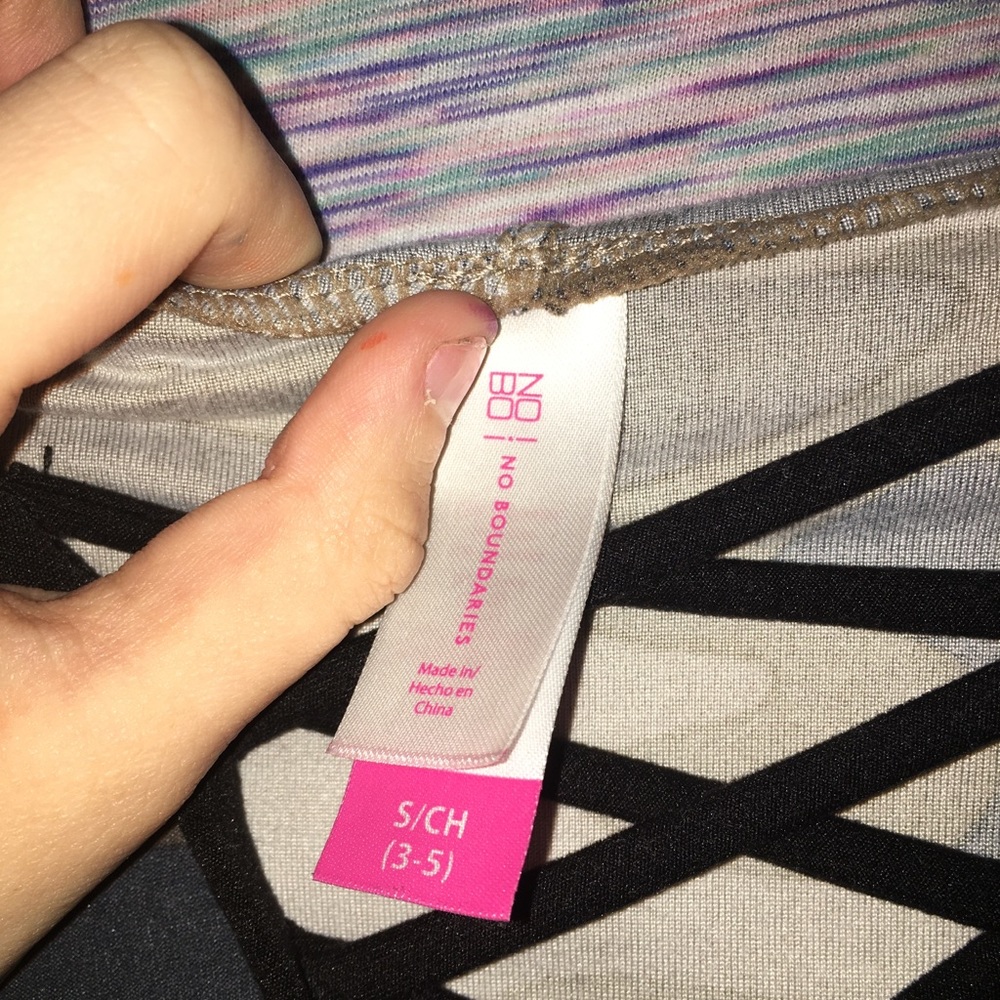 NO
BO
NO BOUNDARIES
Made in/
Hecho en
China
S/CH
(3-5)